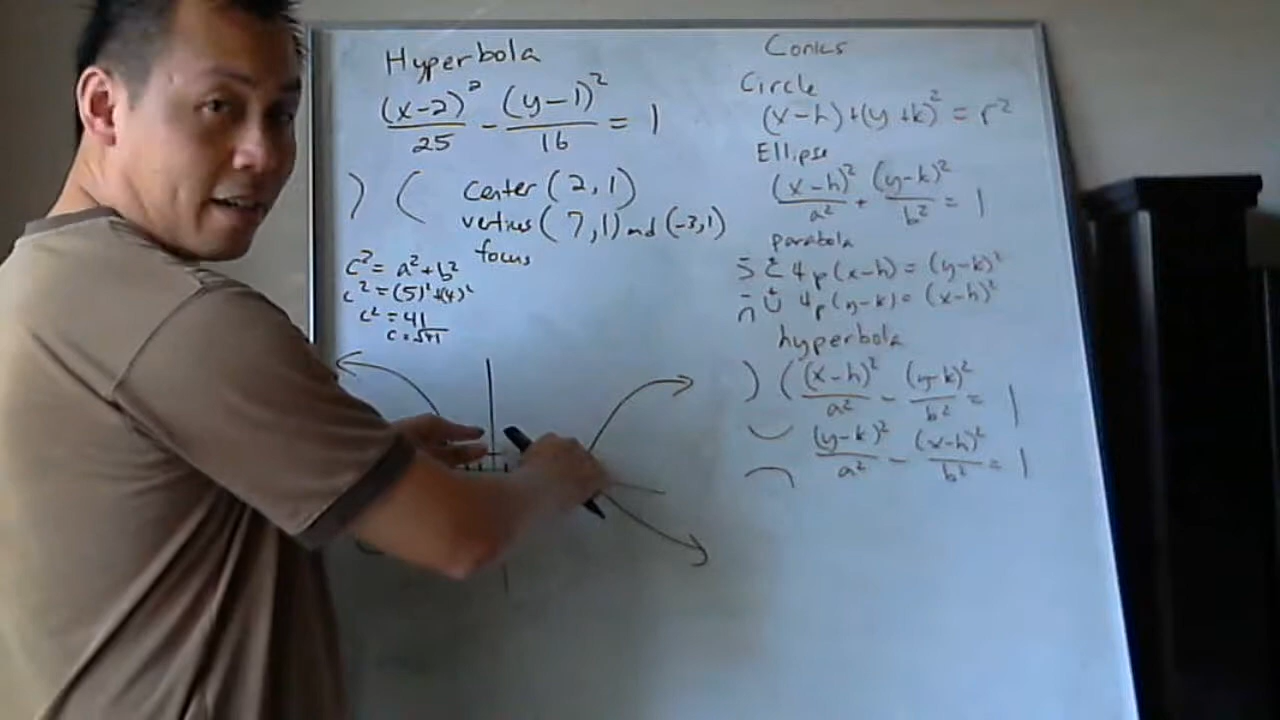 Hyperbola
(x-2)²/25 - (y-1)²/16 = 1
) ( center (2,1)
vertices (7,1) and (-3,1)
focus
c² = a² + b²
c² = (5)² + (4)²
c² = 41
c = √41
Conics
Circle
(x-h) + (y+k)² = r²
Ellipse
(x-h)²/a² + (y-k)²/b² = 1
parabola
4p(x-h) = (y-k)²
4p(y-k) = (x-h)²
hyperbola
) ( (x-h)²/a² - (y-k)²/b² = 1
(y-k)²/a² - (x-h)²/b² = 1